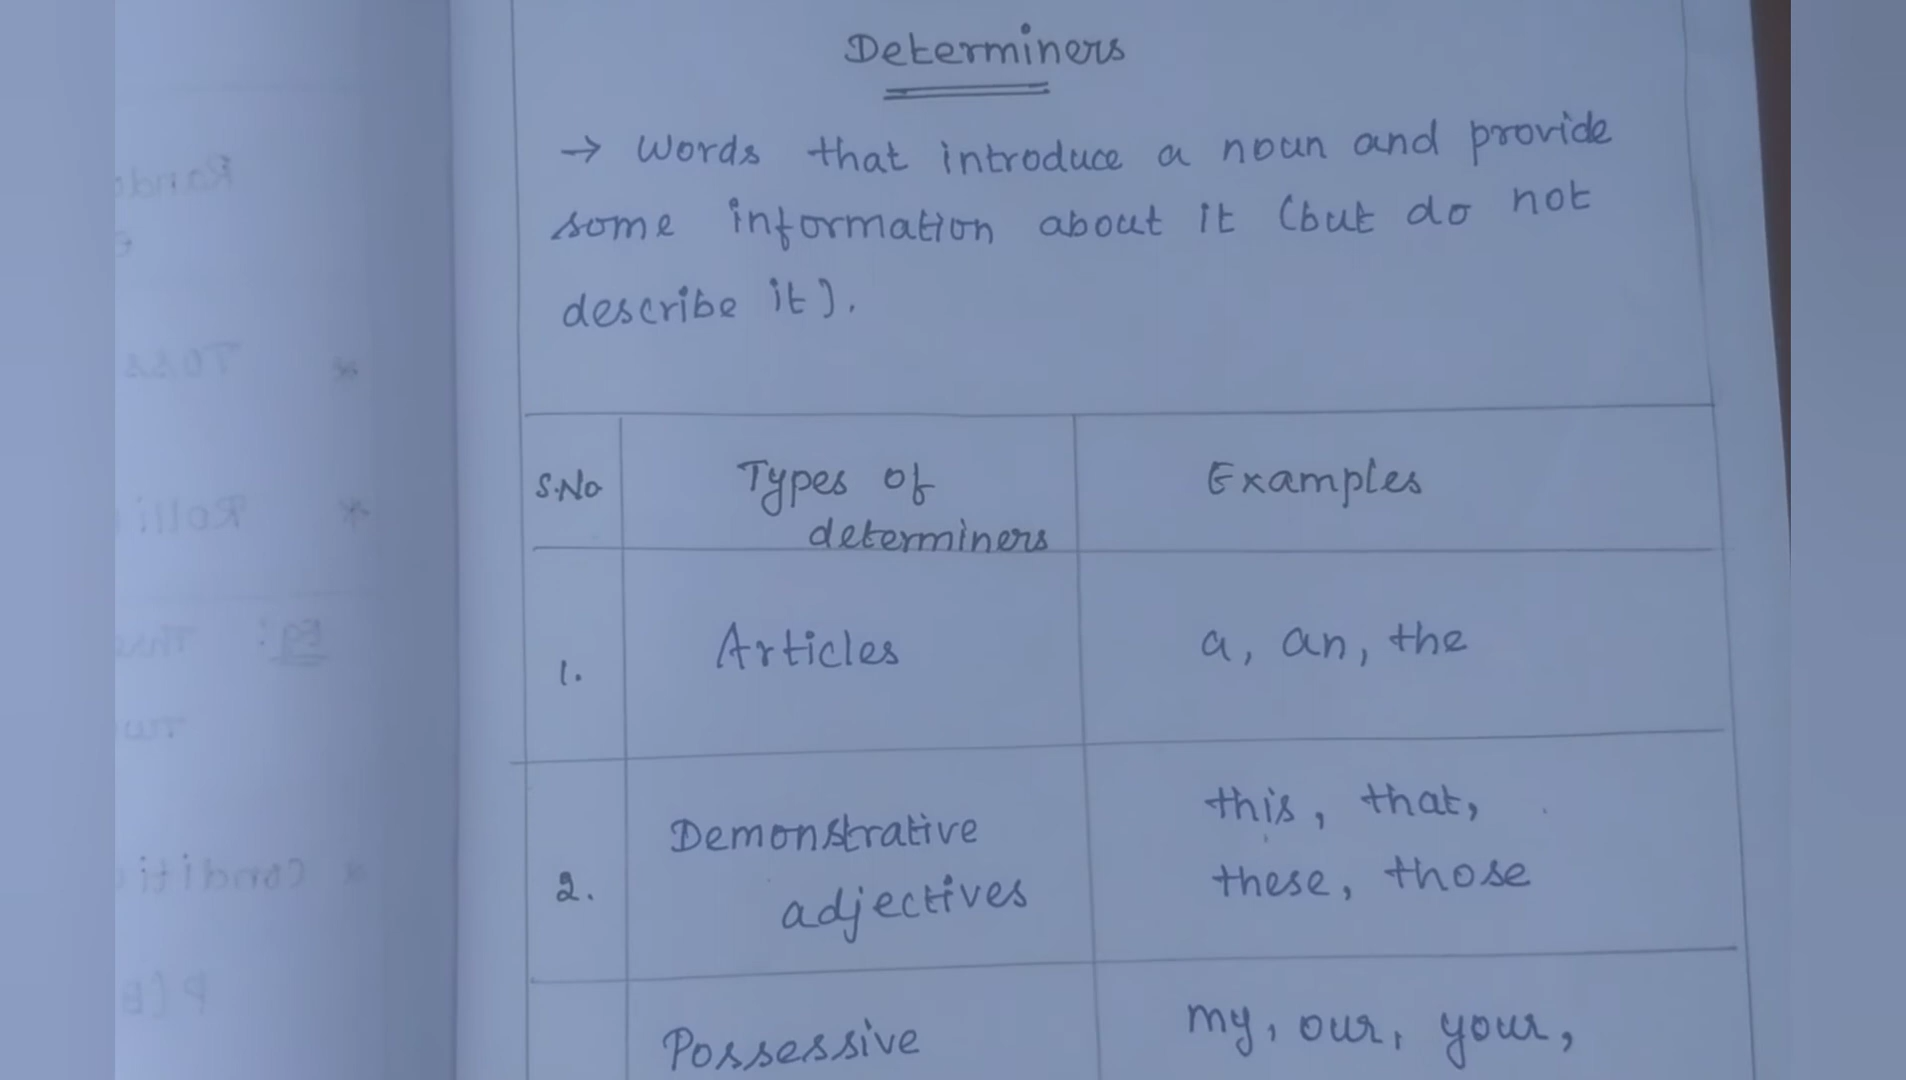 Determiners
→ Words that introduce a noun and provide
some information about it (but do not
describe it).
S.No Types of determiners Examples
1. Articles a, an, the
2. Demonstrative adjectives this, that, these, those
Possessive my, our, your,